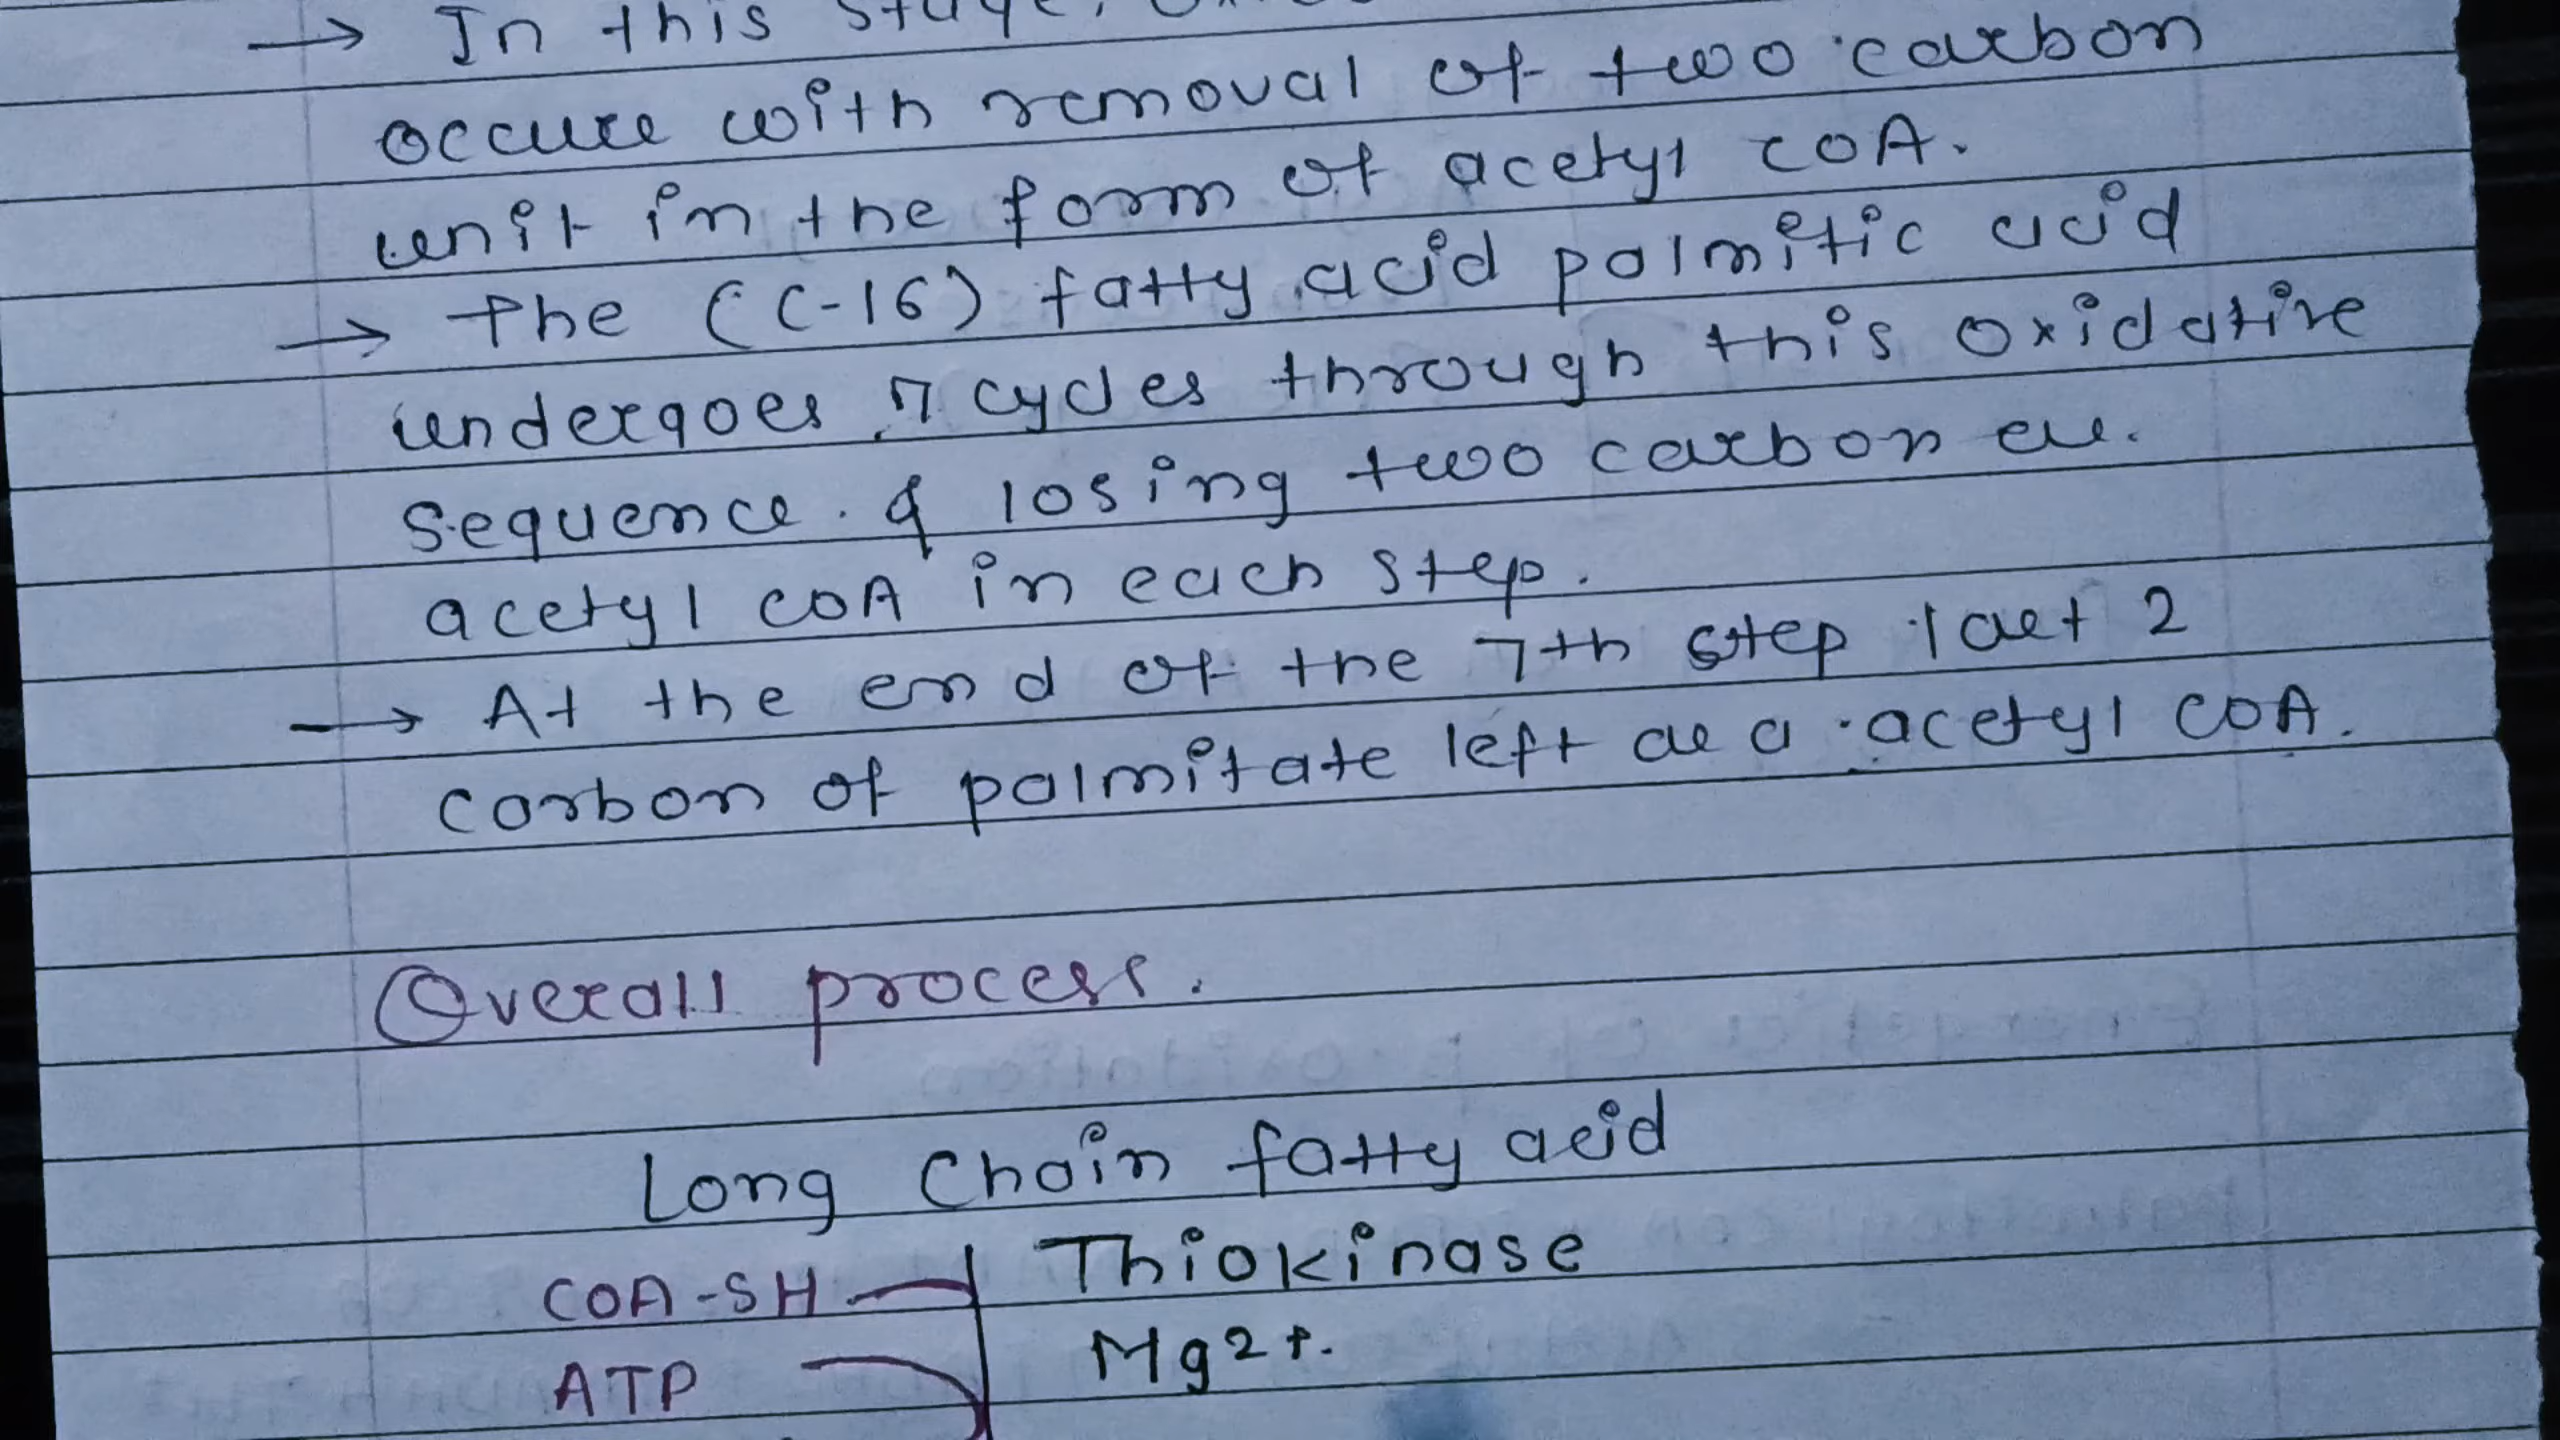 → In this stage,
occure with removal of two carbon
unit in the form of acetyl COA.
→ The (C-16) fatty acid palmitic acid
undergoes 7 cycles through this oxidative
sequence. & losing two carbon as.
acetyl COA in each step.
→ At the end of the 7th step last 2
carbon of palmitate left as a acetyl COA.
Overall process.
Long Chain fatty acid
COA-SH Thiokinase
ATP Mg2+.